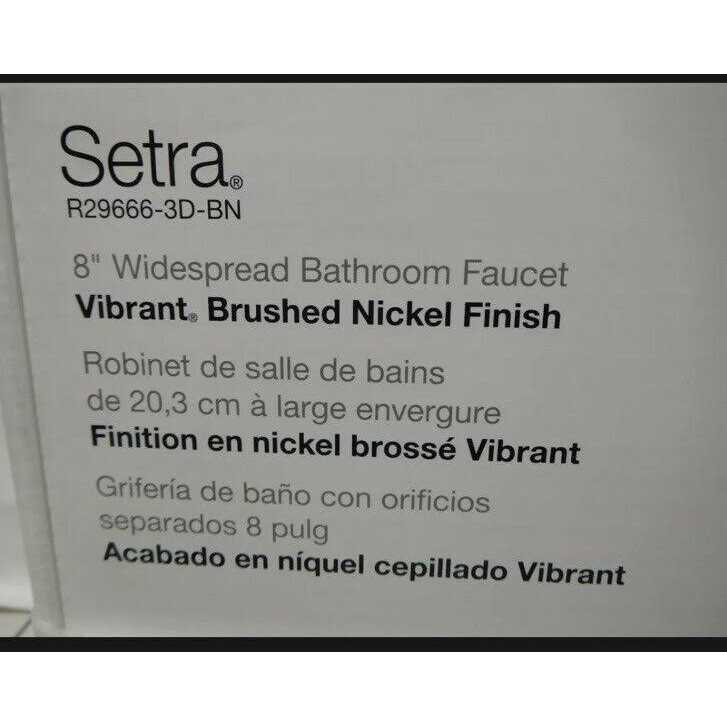 Setra®
R29666-3D-BN
8" Widespread Bathroom Faucet
Vibrant® Brushed Nickel Finish
Robinet de salle de bains
de 20,3 cm à large envergure
Finition en nickel brossé Vibrant
Grifería de baño con orificios
separados 8 pulg
Acabado en níquel cepillado Vibrant